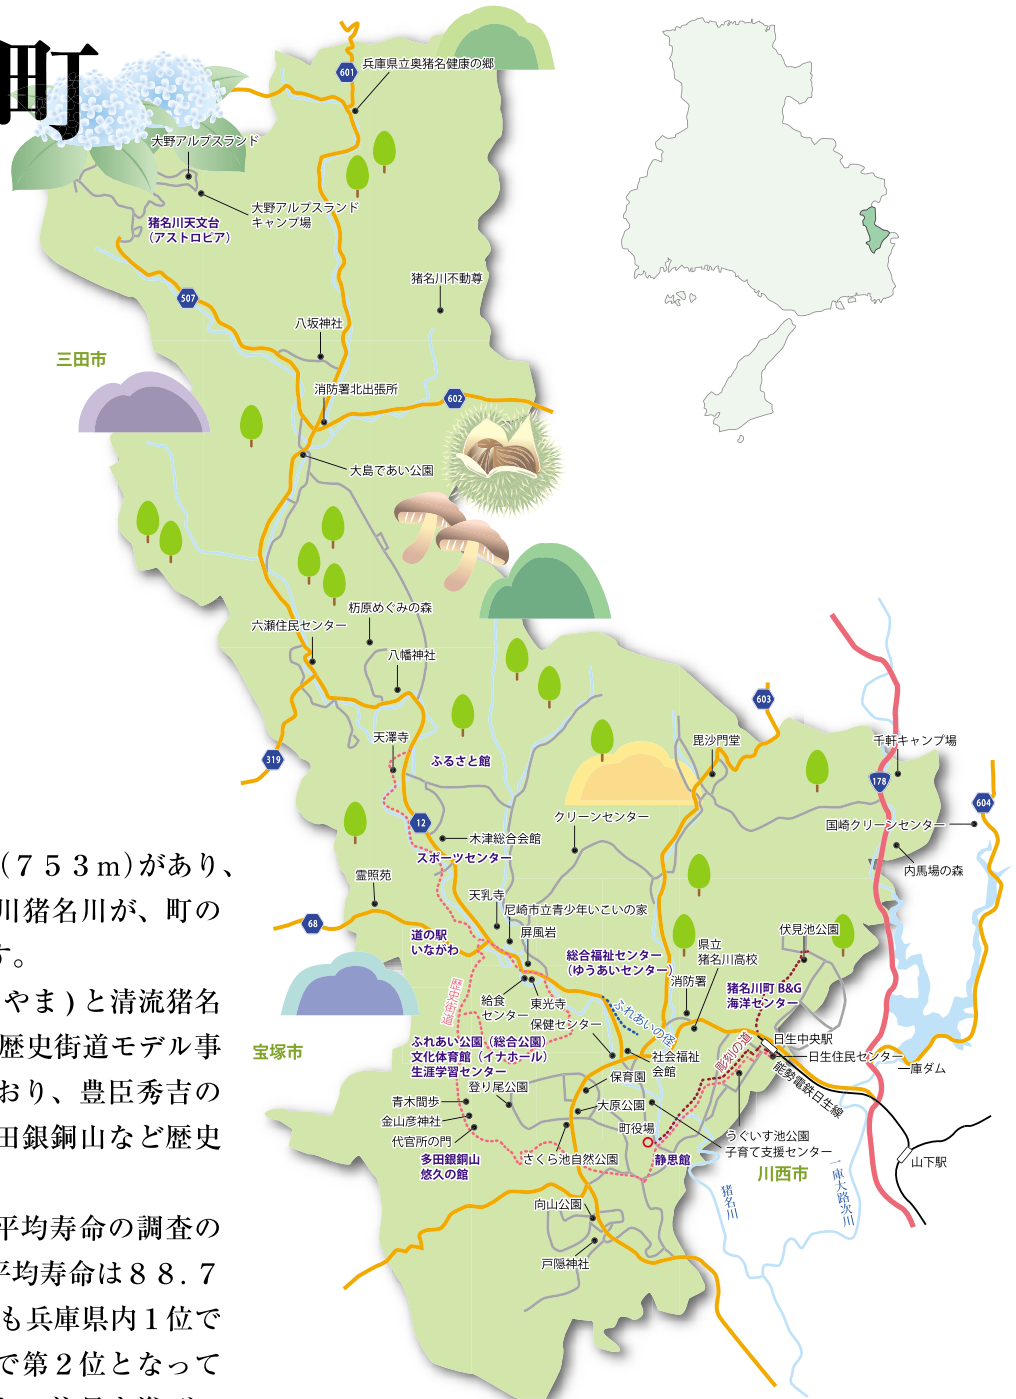 町
601
兵庫県立奥猪名健康の郷
大野アルプスランド
大野アルプスランド
キャンプ場
猪名川天文台
（アストロピア）
猪名川不動尊
507
八坂神社
三田市
消防署北出張所
602
大島であい公園
杤原めぐみの森
六瀬住民センター
八幡神社
603
天澤寺
毘沙門堂
千軒キャンプ場
ふるさと館
319
178
604
12
クリーンセンター
国崎クリーンセンター
木津総合会館
スポーツセンター
内馬場の森
（７５３ｍ）があり、
霊照苑
天乳寺
尼崎市立青少年いこいの家
川猪名川が、町の
68
屏風岩
伏見池公園
道の駅
いながわ
県立
猪名川高校
総合福祉センター
（ゆうあいセンター）
す。
消防署
猪名川町 B&G
海洋センター
歴史街道
給食
センター
東光寺
ふれあいの径
やま）と清流猪名
保健センター
日生中央駅
ふれあい公園（総合公園）
文化体育館（イナホール）
生涯学習センター
彫刻の道
歴史街道モデル事
宝塚市
社会福祉
会館
日生住民センター
一庫ダム
能勢電鉄日生線
保育園
登り尾公園
おり、豊臣秀吉の
青木間歩
大原公園
金山彦神社
町役場
代官所の門
うぐいす池公園
子育て支援センター
田銀銅山など歴史
多田銀銅山
悠久の館
さくら池自然公園
静思館
山下駅
川西市
猪名川
一庫大路次川
向山公園
平均寿命の調査の
戸隠神社
平均寿命は８８．７
も兵庫県内１位で
で第２位となって